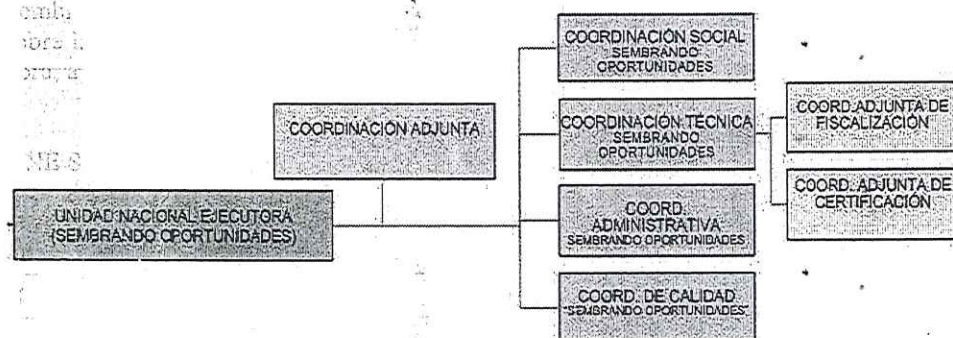 COORDINACIÓN SOCIAL
SEMBRANDO
OPORTUNIDADES
COORDINACIÓN ADJUNTA
COORDINACIÓN TÉCNICA
SEMBRANDO
OPORTUNIDADES
COORD.ADJUNTA DE
FISCALIZACIÓN
COORD. ADJUNTA DE
CERTIFICACIÓN
UNIDAD NACIONAL EJECUTORA
(SEMBRANDO OPORTUNIDADES)
COORD.
ADMINISTRATIVA
SEMBRANDO OPORTUNIDADES
COORD. DE CALIDAD
SEMBRANDO OPORTUNIDADES